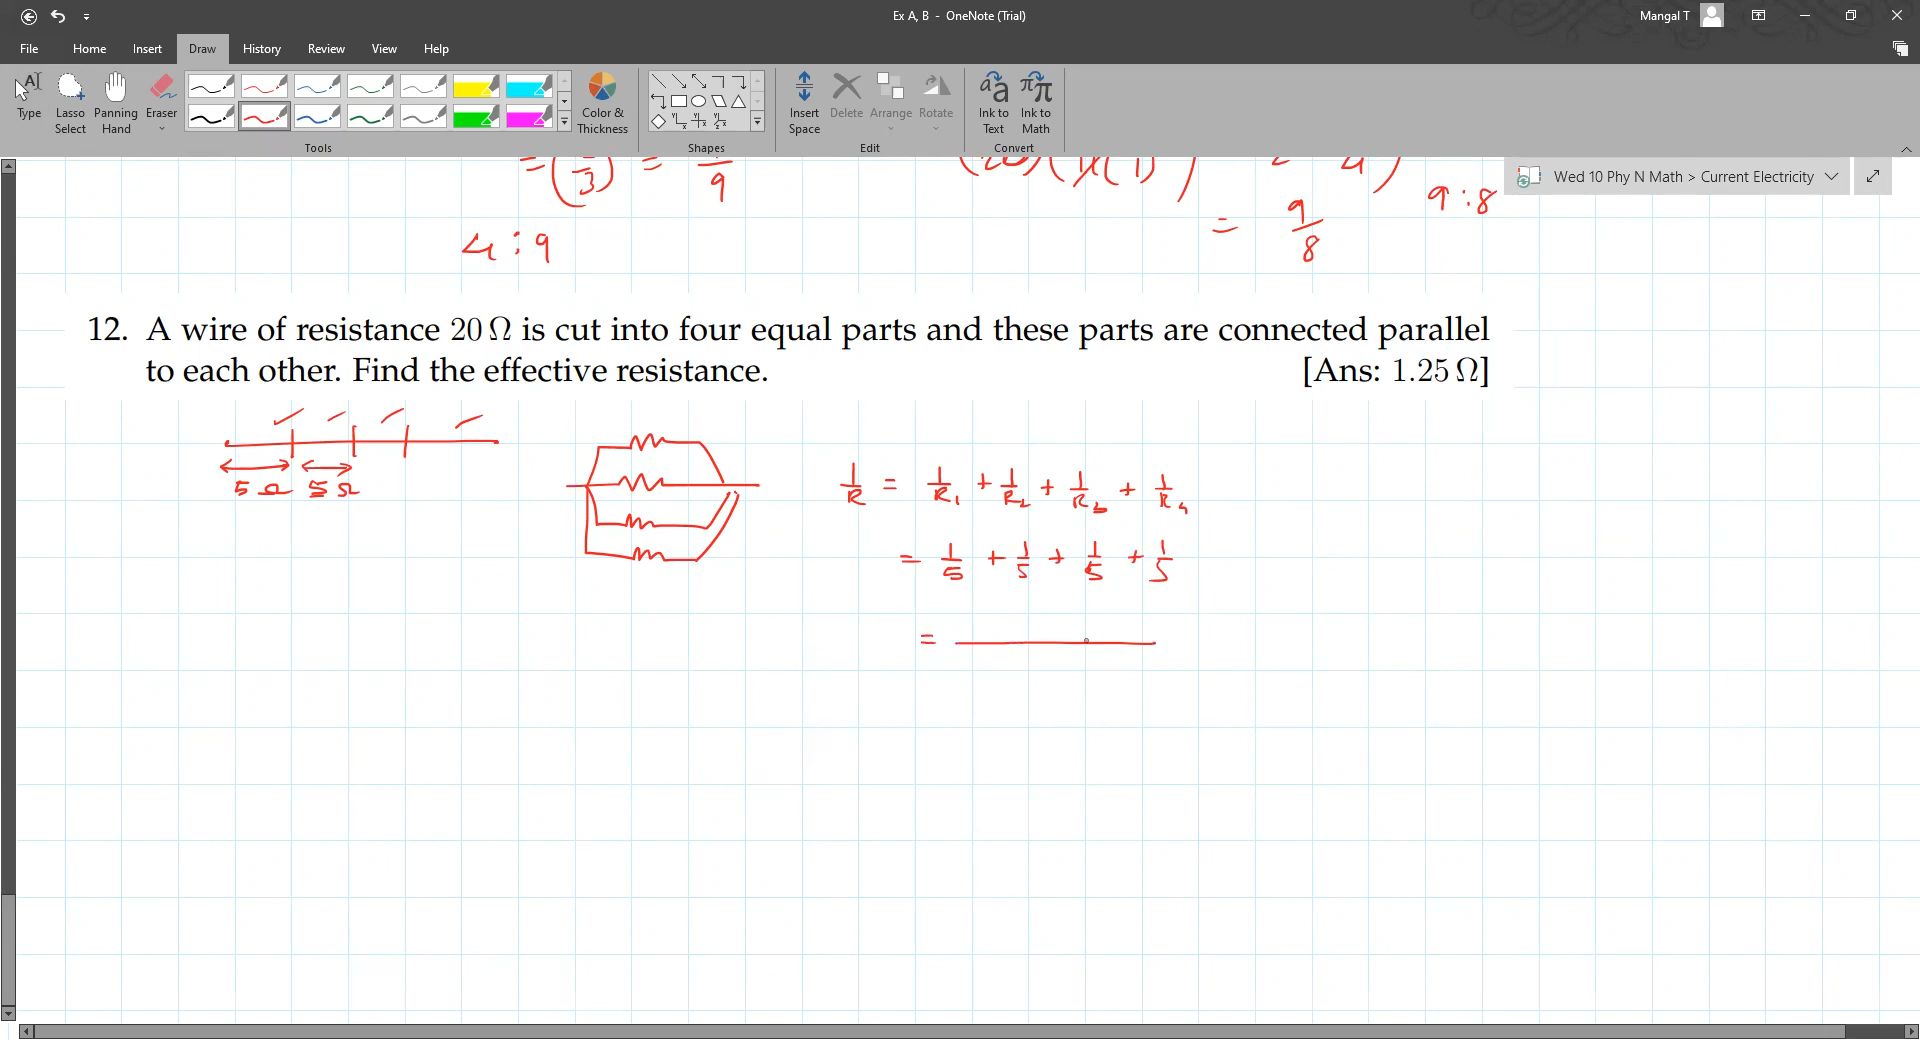 Ex A, B - OneNote (Trial)
Mangal T
File Home Insert Draw History Review View Help
Type
Lasso Select
Panning Hand
Eraser
Color & Thickness
Insert Space
Delete
Arrange
Rotate
Ink to Text
Ink to Math
Tools
Shapes
Edit
Convert
Wed 10 Phy N Math > Current Electricity
= 9
4 : 9
= 9/8
9 : 8
12. A wire of resistance 20 Ω is cut into four equal parts and these parts are connected parallel
to each other. Find the effective resistance. [Ans: 1.25 Ω]
5 Ω 5 Ω
1/R = 1/R₁ + 1/R₂ + 1/R₃ + 1/R₄
= 1/5 + 1/5 + 1/5 + 1/5
=